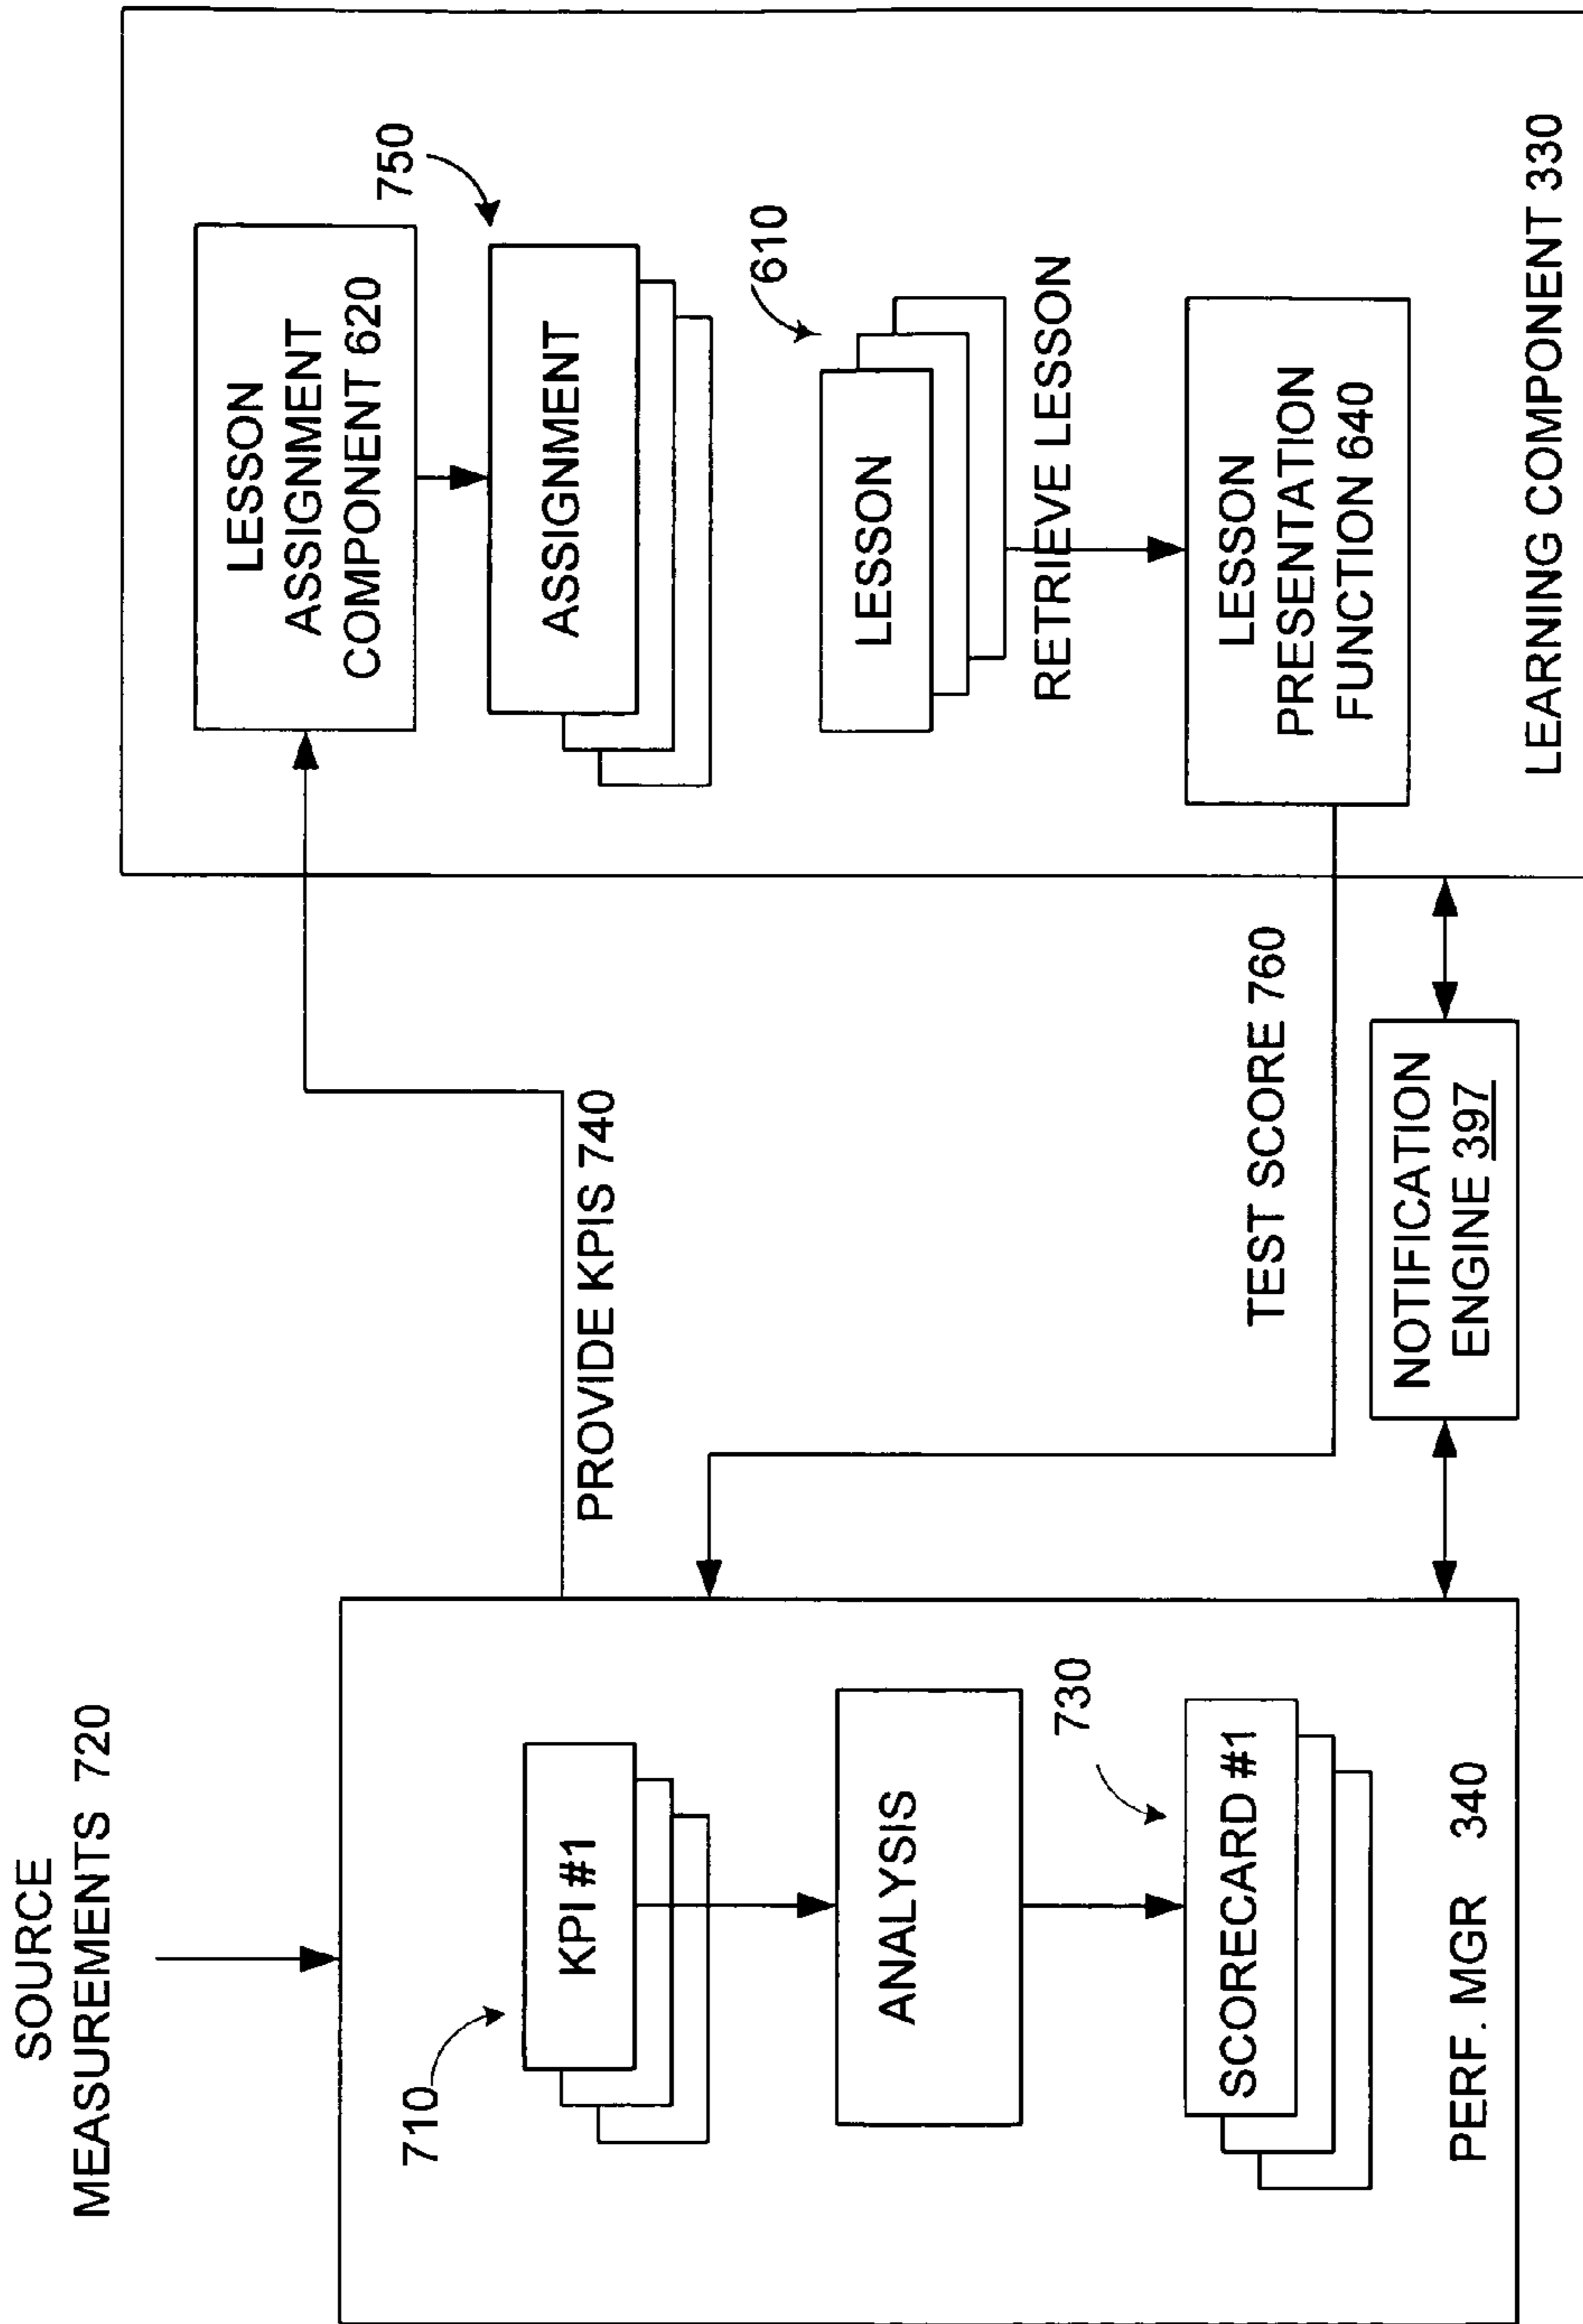 SOURCE
MEASUREMENTS 720
710
KPI #1
ANALYSIS
730
SCORECARD #1
PERF. MGR 340
PROVIDE KPIS 740
TEST SCORE 760
NOTIFICATION
ENGINE 397
LESSON
ASSIGNMENT
COMPONENT 620
750
ASSIGNMENT
610
LESSON
RETRIEVE LESSON
LESSON
PRESENTATION
FUNCTION 640
LEARNING COMPONENT 330